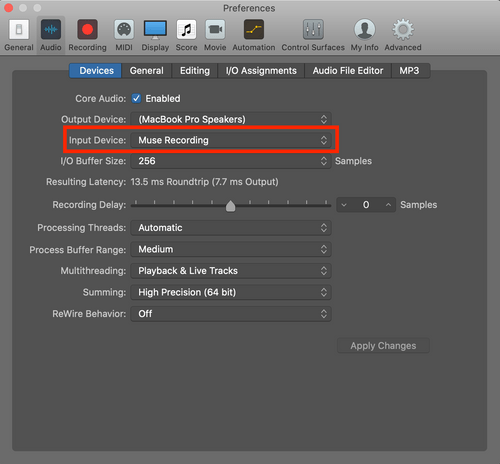 Preferences
General Audio Recording MIDI Display Score Movie Automation Control Surfaces My Info Advanced
Devices General Editing I/O Assignments Audio File Editor MP3
Core Audio: Enabled
Output Device: (MacBook Pro Speakers)
Input Device: Muse Recording
I/O Buffer Size: 256 Samples
Resulting Latency: 13.5 ms Roundtrip (7.7 ms Output)
Recording Delay: 0 Samples
Processing Threads: Automatic
Process Buffer Range: Medium
Multithreading: Playback & Live Tracks
Summing: High Precision (64 bit)
ReWire Behavior: Off
Apply Changes